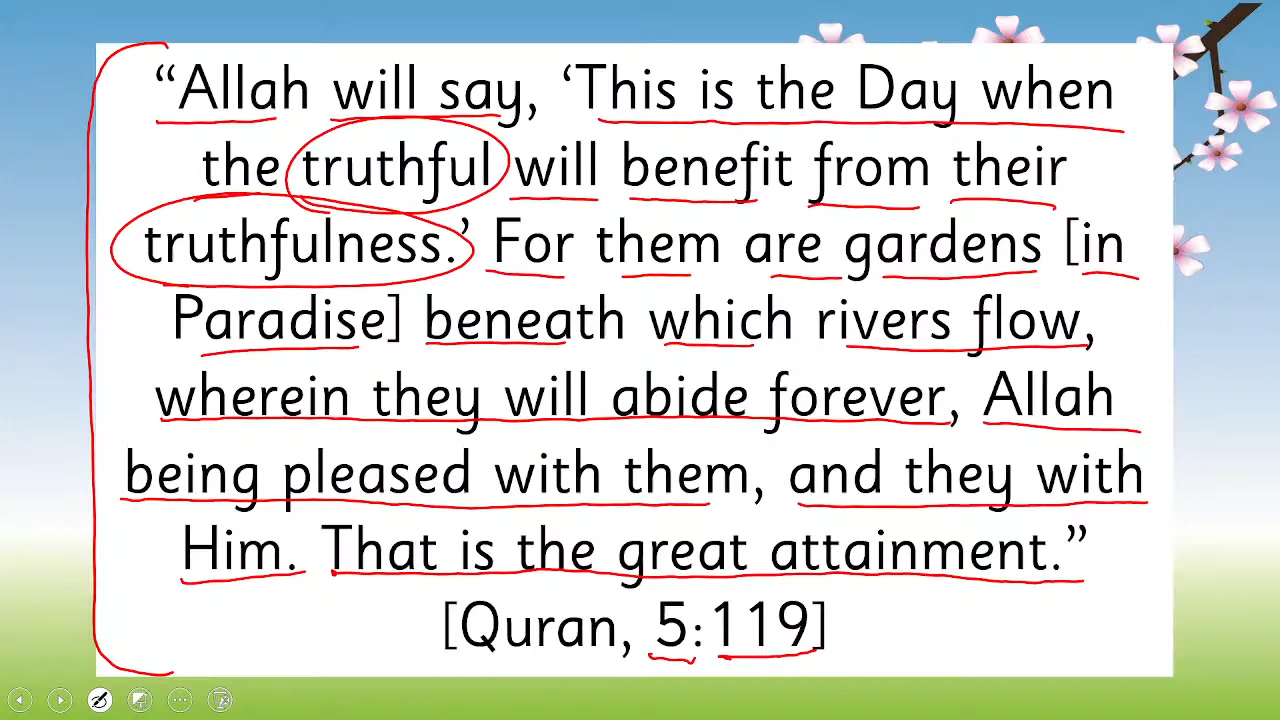 “Allah will say, ‘This is the Day when
the truthful will benefit from their
truthfulness.’ For them are gardens [in
Paradise] beneath which rivers flow,
wherein they will abide forever, Allah
being pleased with them, and they with
Him. That is the great attainment.”
[Quran, 5:119]